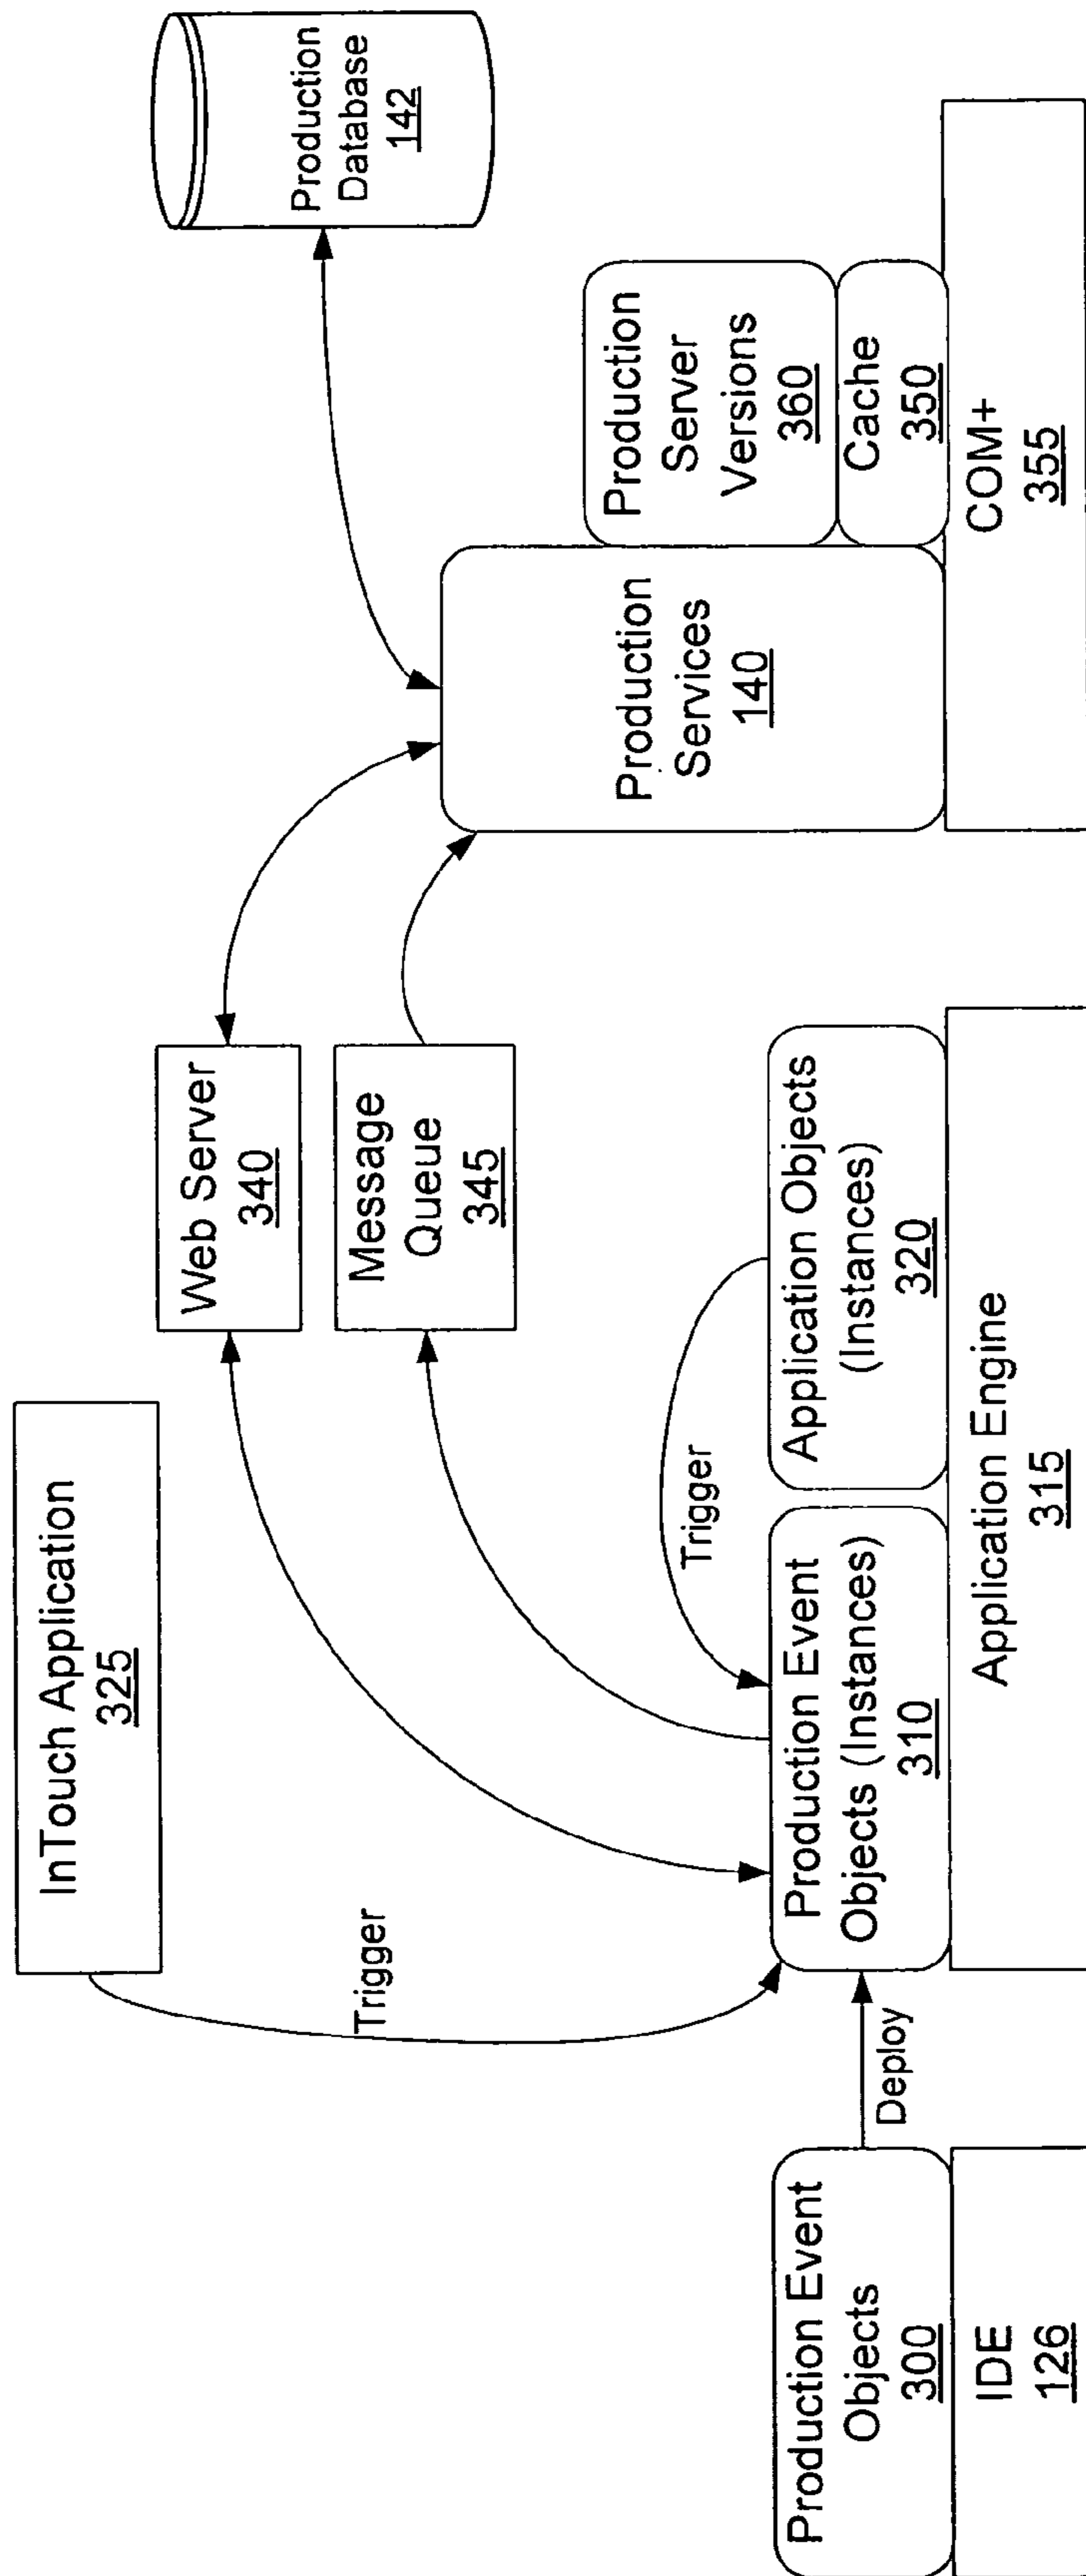 InTouch Application
325
Trigger
Web Server
340
Message
Queue
345
Production
Database
142
Production Event
Objects
300
IDE
126
Deploy
Production Event
Objects (Instances)
310
Trigger
Application Objects
(Instances)
320
Application Engine
315
Production
Services
140
Production
Server
Versions
360
Cache
350
COM+
355